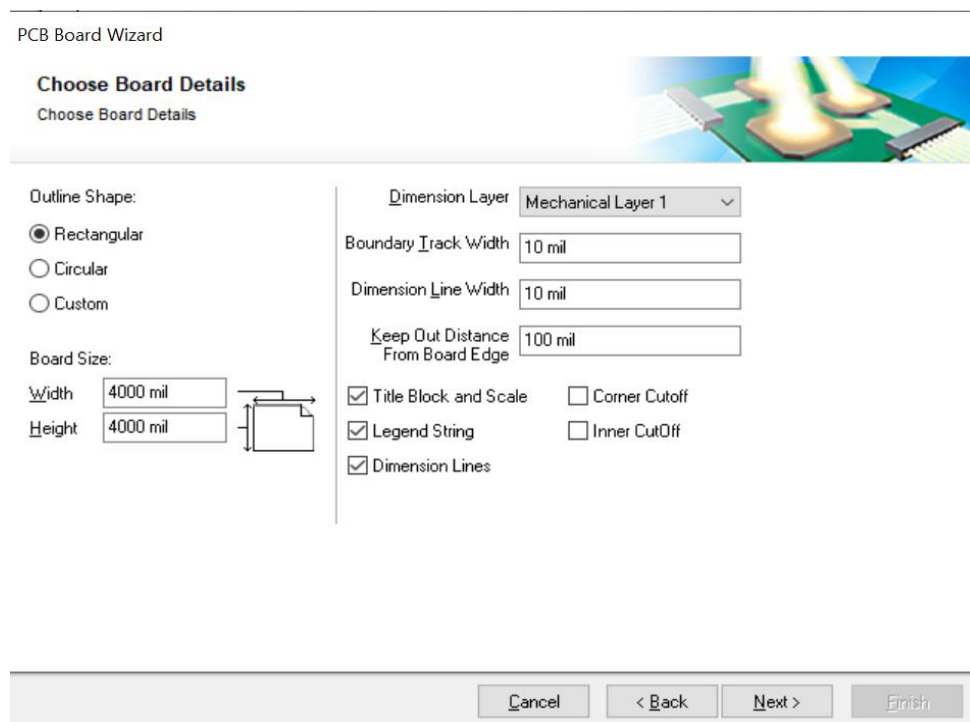 PCB Board Wizard
Choose Board Details
Choose Board Details
Outline Shape:
Rectangular
Circular
Custom
Board Size:
Width 4000 mil
Height 4000 mil
Dimension Layer Mechanical Layer 1
Boundary Track Width 10 mil
Dimension Line Width 10 mil
Keep Out Distance
From Board Edge 100 mil
Title Block and Scale Corner Cutoff
Legend String Inner CutOff
Dimension Lines
Cancel < Back Next > Finish